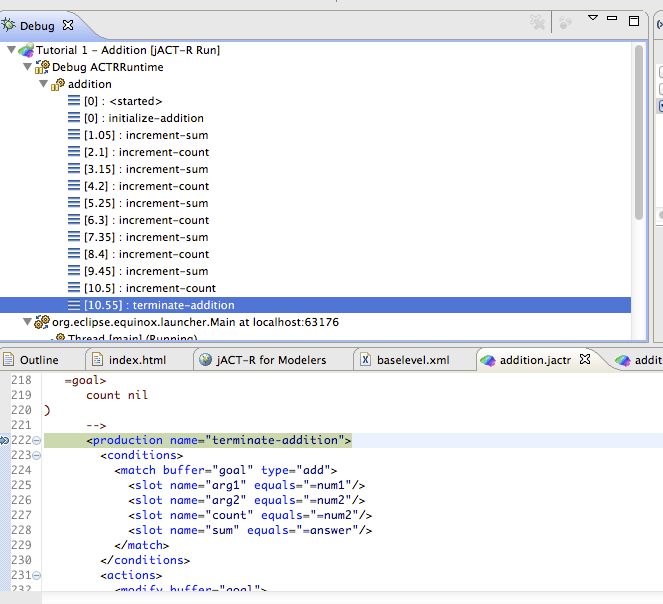 Debug
Tutorial 1 - Addition [jACT-R Run]
Debug ACTRRuntime
addition
[0] : <started>
[0] : initialize-addition
[1.05] : increment-sum
[2.1] : increment-count
[3.15] : increment-sum
[4.2] : increment-count
[5.25] : increment-sum
[6.3] : increment-count
[7.35] : increment-sum
[8.4] : increment-count
[9.45] : increment-sum
[10.5] : increment-count
[10.55] : terminate-addition
org.eclipse.equinox.launcher.Main at localhost:63176
Thread [main] (Running)
Outline index.html jACT-R for Modelers baselevel.xml addition.jactr addit
218 =goal>
219 count nil
220 )
221 -->
222 <production name="terminate-addition">
223 <conditions>
224 <match buffer="goal" type="add">
225 <slot name="arg1" equals="=num1"/>
226 <slot name="arg2" equals="=num2"/>
227 <slot name="count" equals="=num2"/>
228 <slot name="sum" equals="=answer"/>
229 </match>
230 </conditions>
231 <actions>
232 <modify buffer="goal">